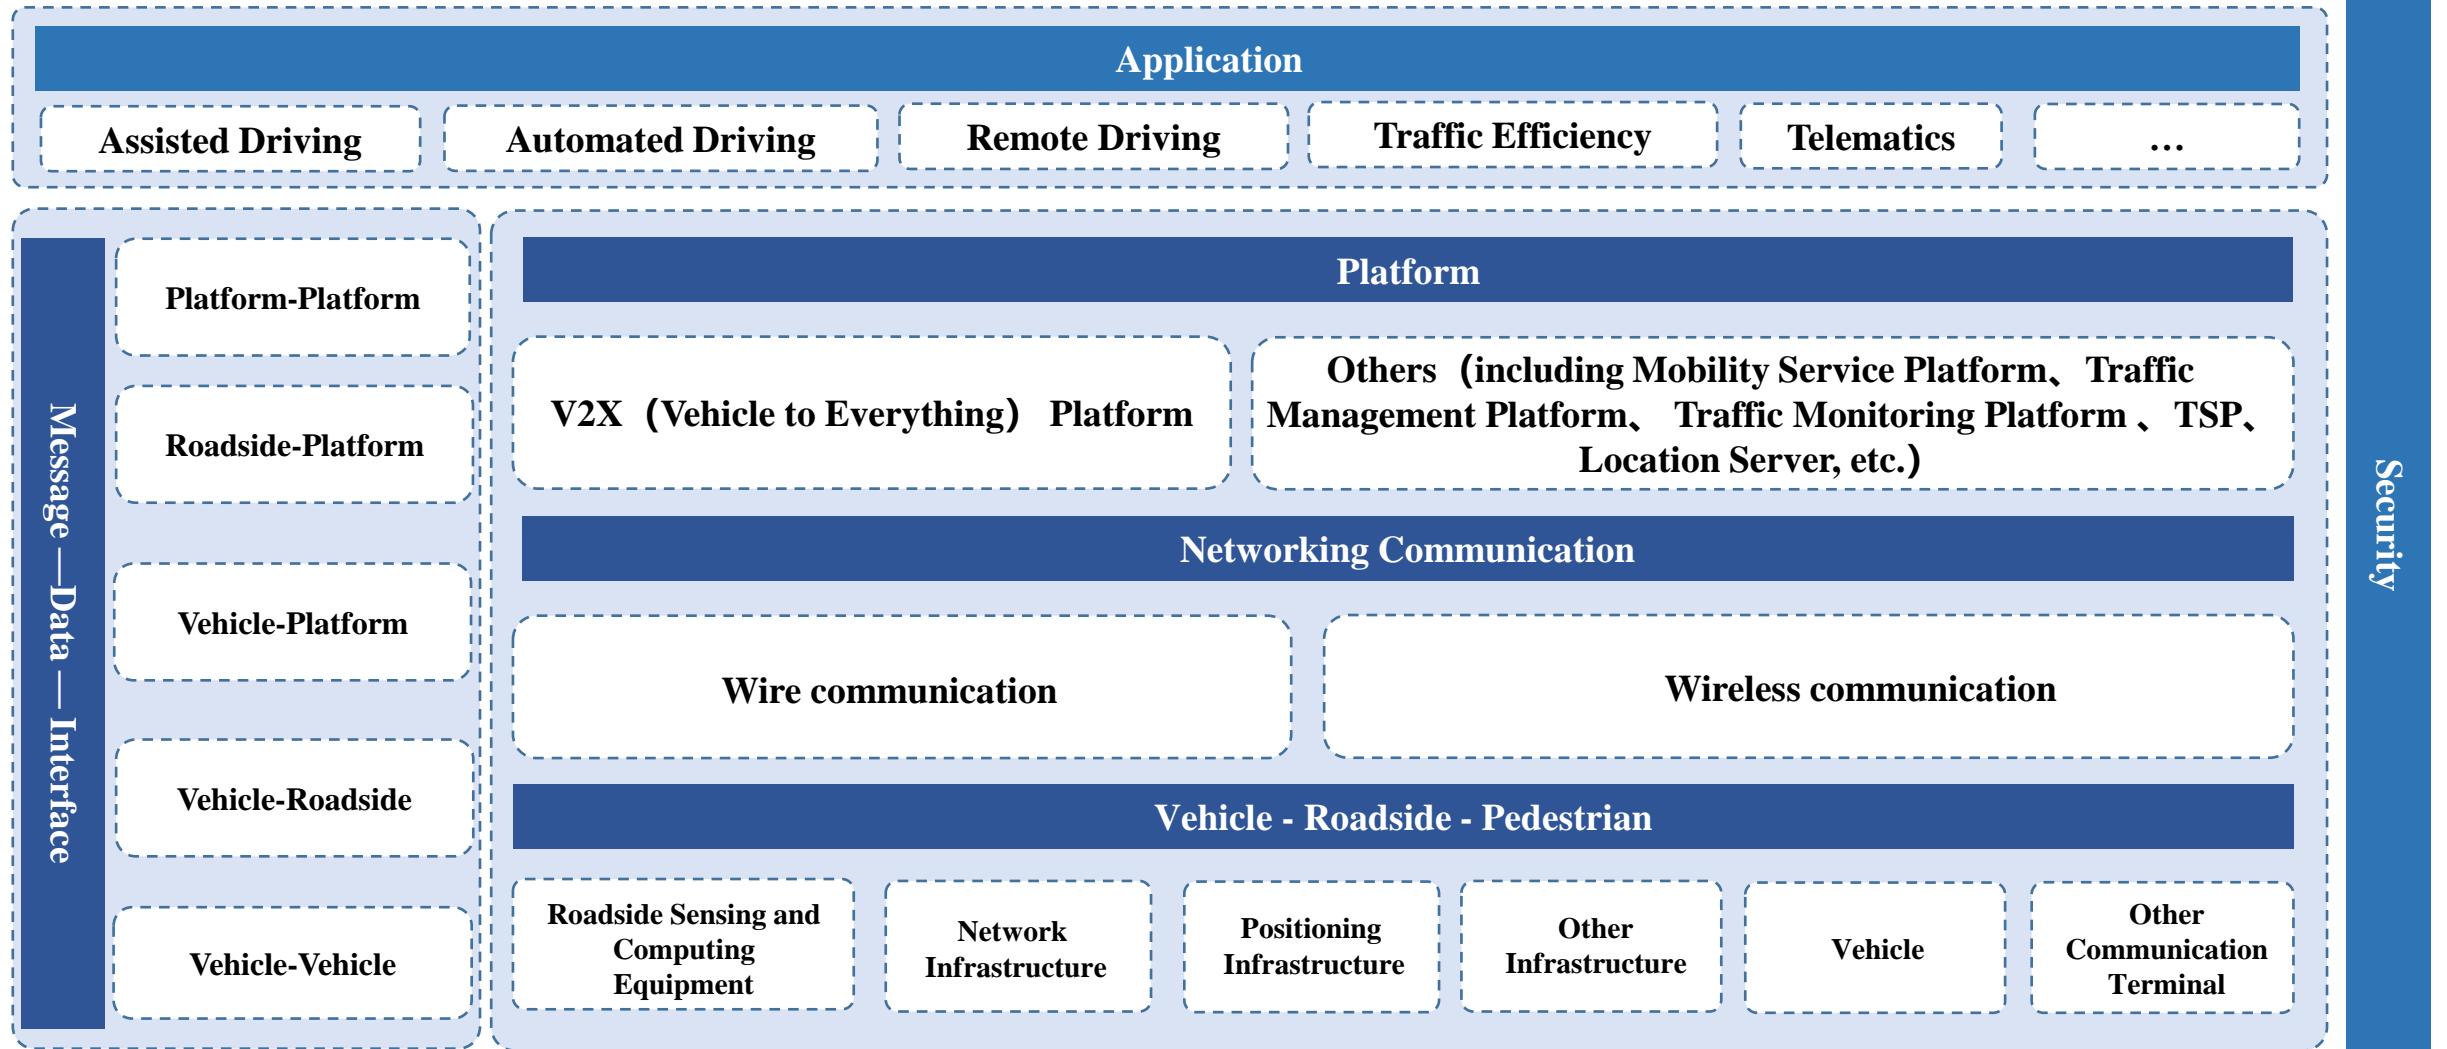 Application
Assisted Driving
Automated Driving
Remote Driving
Traffic Efficiency
Telematics
…
Message —Data — Interface
Platform-Platform
Roadside-Platform
Vehicle-Platform
Vehicle-Roadside
Vehicle-Vehicle
Platform
V2X（Vehicle to Everything） Platform
Others（including Mobility Service Platform、Traffic
Management Platform、 Traffic Monitoring Platform 、TSP、
Location Server, etc.）
Networking Communication
Wire communication
Wireless communication
Vehicle - Roadside - Pedestrian
Roadside Sensing and
Computing
Equipment
Network
Infrastructure
Positioning
Infrastructure
Other
Infrastructure
Vehicle
Other
Communication
Terminal
Security